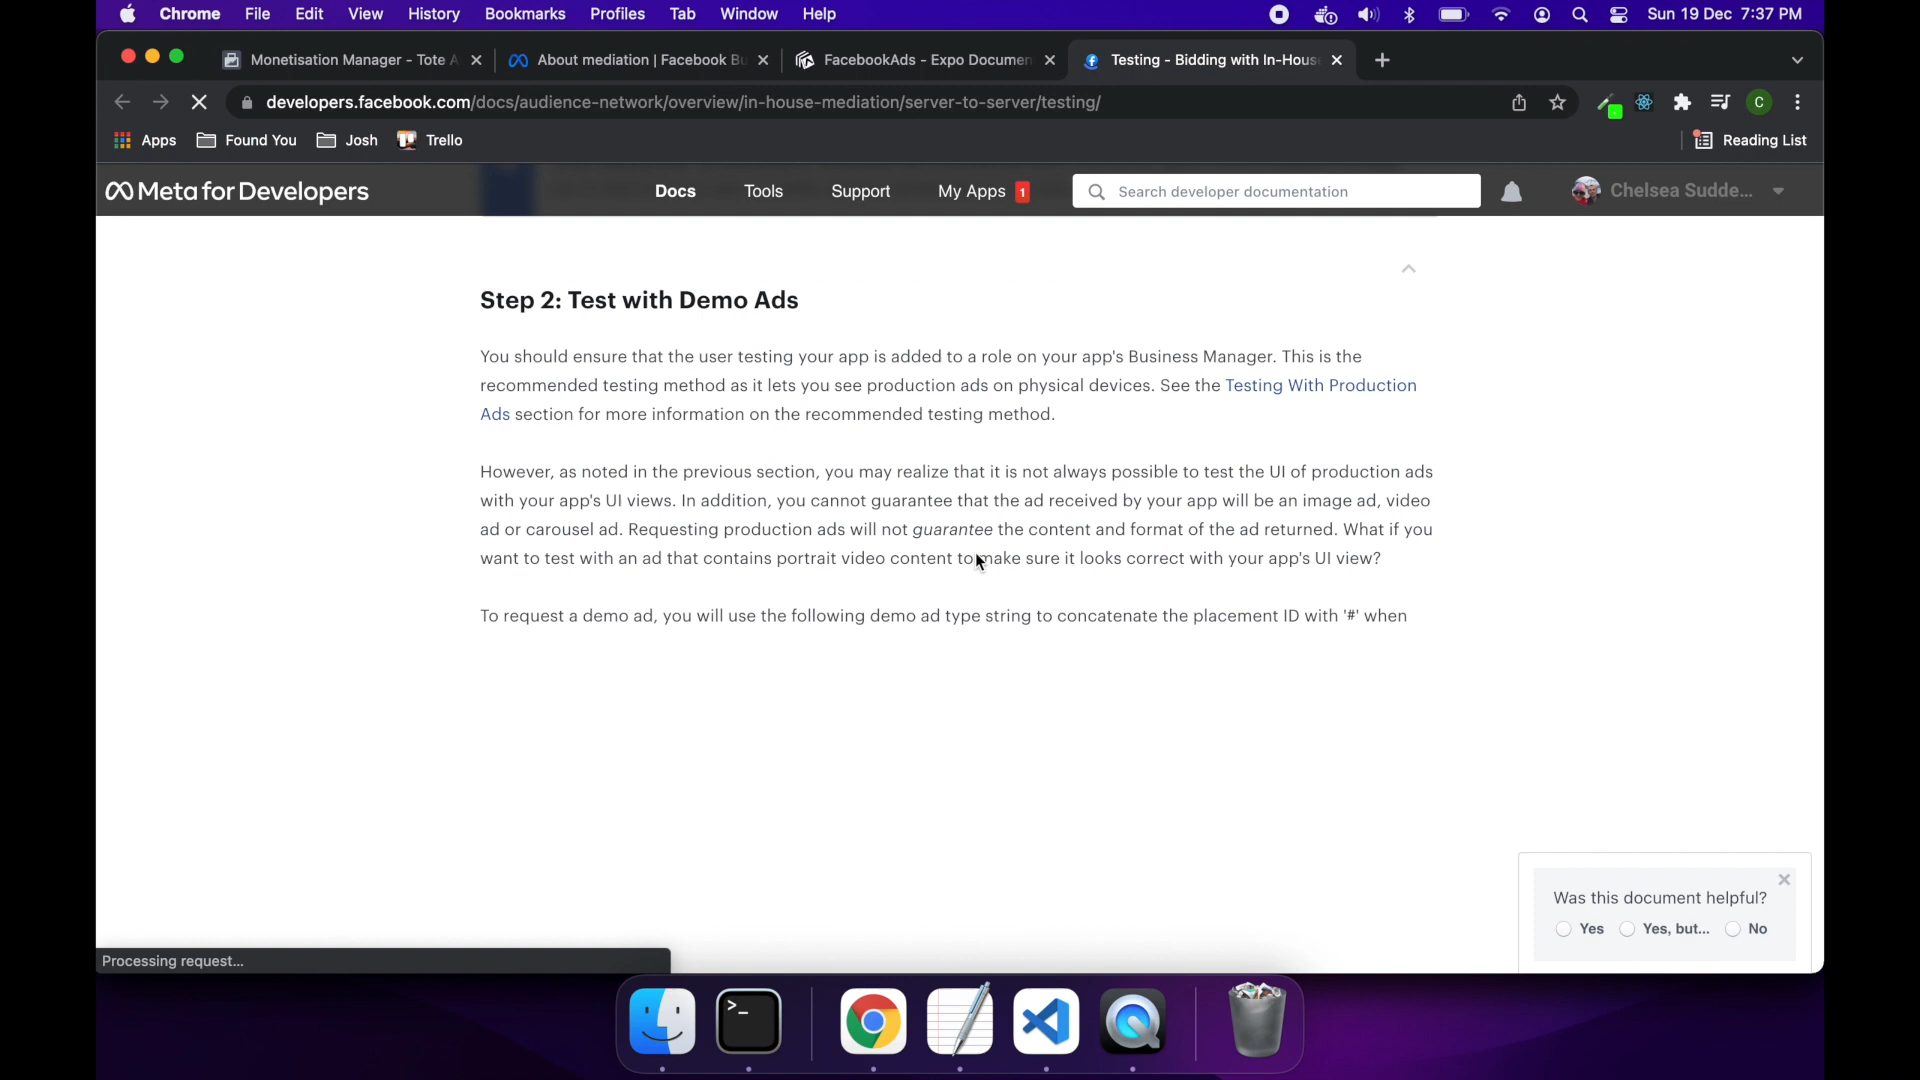 Chrome File Edit View History Bookmarks Profiles Tab Window Help Sun 19 Dec 7:37 PM
Monetisation Manager - Tote About mediation | Facebook Bu FacebookAds - Expo Documen Testing - Bidding with In-Hous
developers.facebook.com/docs/audience-network/overview/in-house-mediation/server-to-server/testing/ C
Apps Found You Josh Trello Reading List
Meta for Developers Docs Tools Support My Apps 1 Search developer documentation Chelsea Sudde...
Step 2: Test with Demo Ads
You should ensure that the user testing your app is added to a role on your app's Business Manager. This is the
recommended testing method as it lets you see production ads on physical devices. See the Testing With Production
Ads section for more information on the recommended testing method.
However, as noted in the previous section, you may realize that it is not always possible to test the UI of production ads
with your app's UI views. In addition, you cannot guarantee that the ad received by your app will be an image ad, video
ad or carousel ad. Requesting production ads will not guarantee the content and format of the ad returned. What if you
want to test with an ad that contains portrait video content to make sure it looks correct with your app's UI view?
To request a demo ad, you will use the following demo ad type string to concatenate the placement ID with '#' when
Was this document helpful?
Yes Yes, but... No
Processing request...